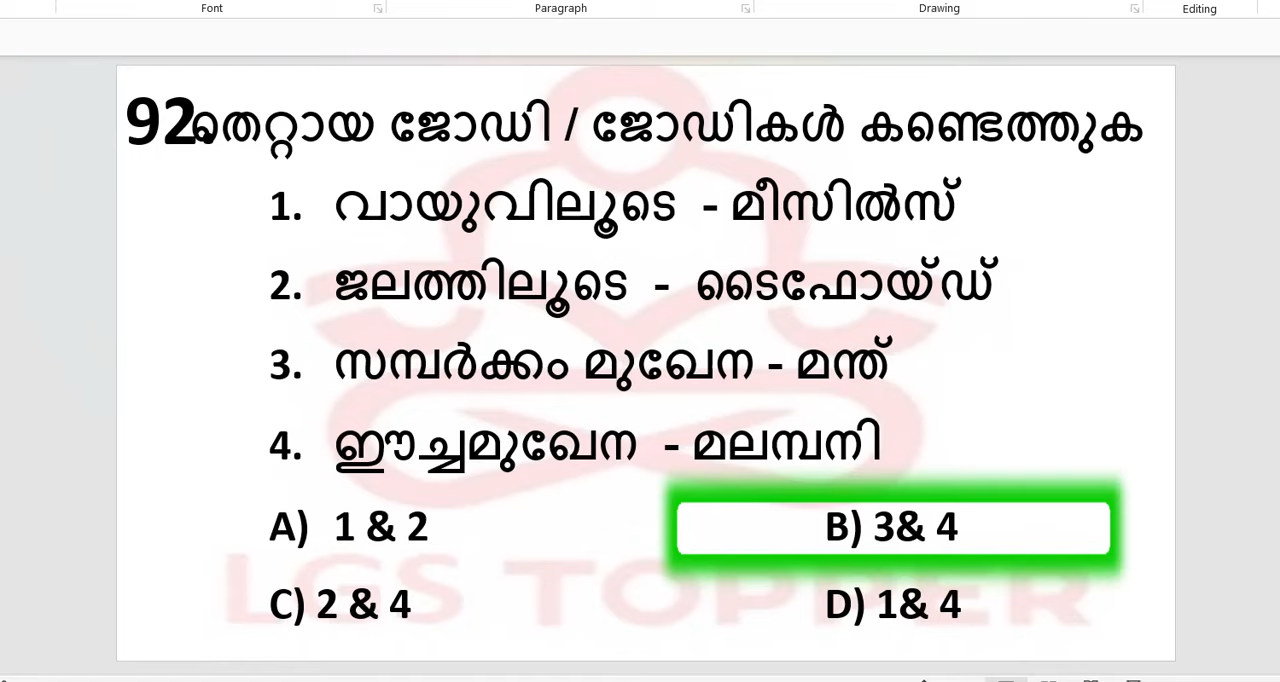 Font Paragraph Drawing Editing
92. തെറ്റായ ജോഡി / ജോഡികൾ കണ്ടെത്തുക
1. വായുവിലൂടെ - മീസിൽസ്
2. ജലത്തിലൂടെ - ടൈഫോയ്ഡ്
3. സമ്പർക്കം മുഖേന - മന്ത്
4. ഈച്ചമുഖേന - മലമ്പനി
A) 1 & 2 B) 3& 4
C) 2 & 4 D) 1& 4
LGS TOPPER